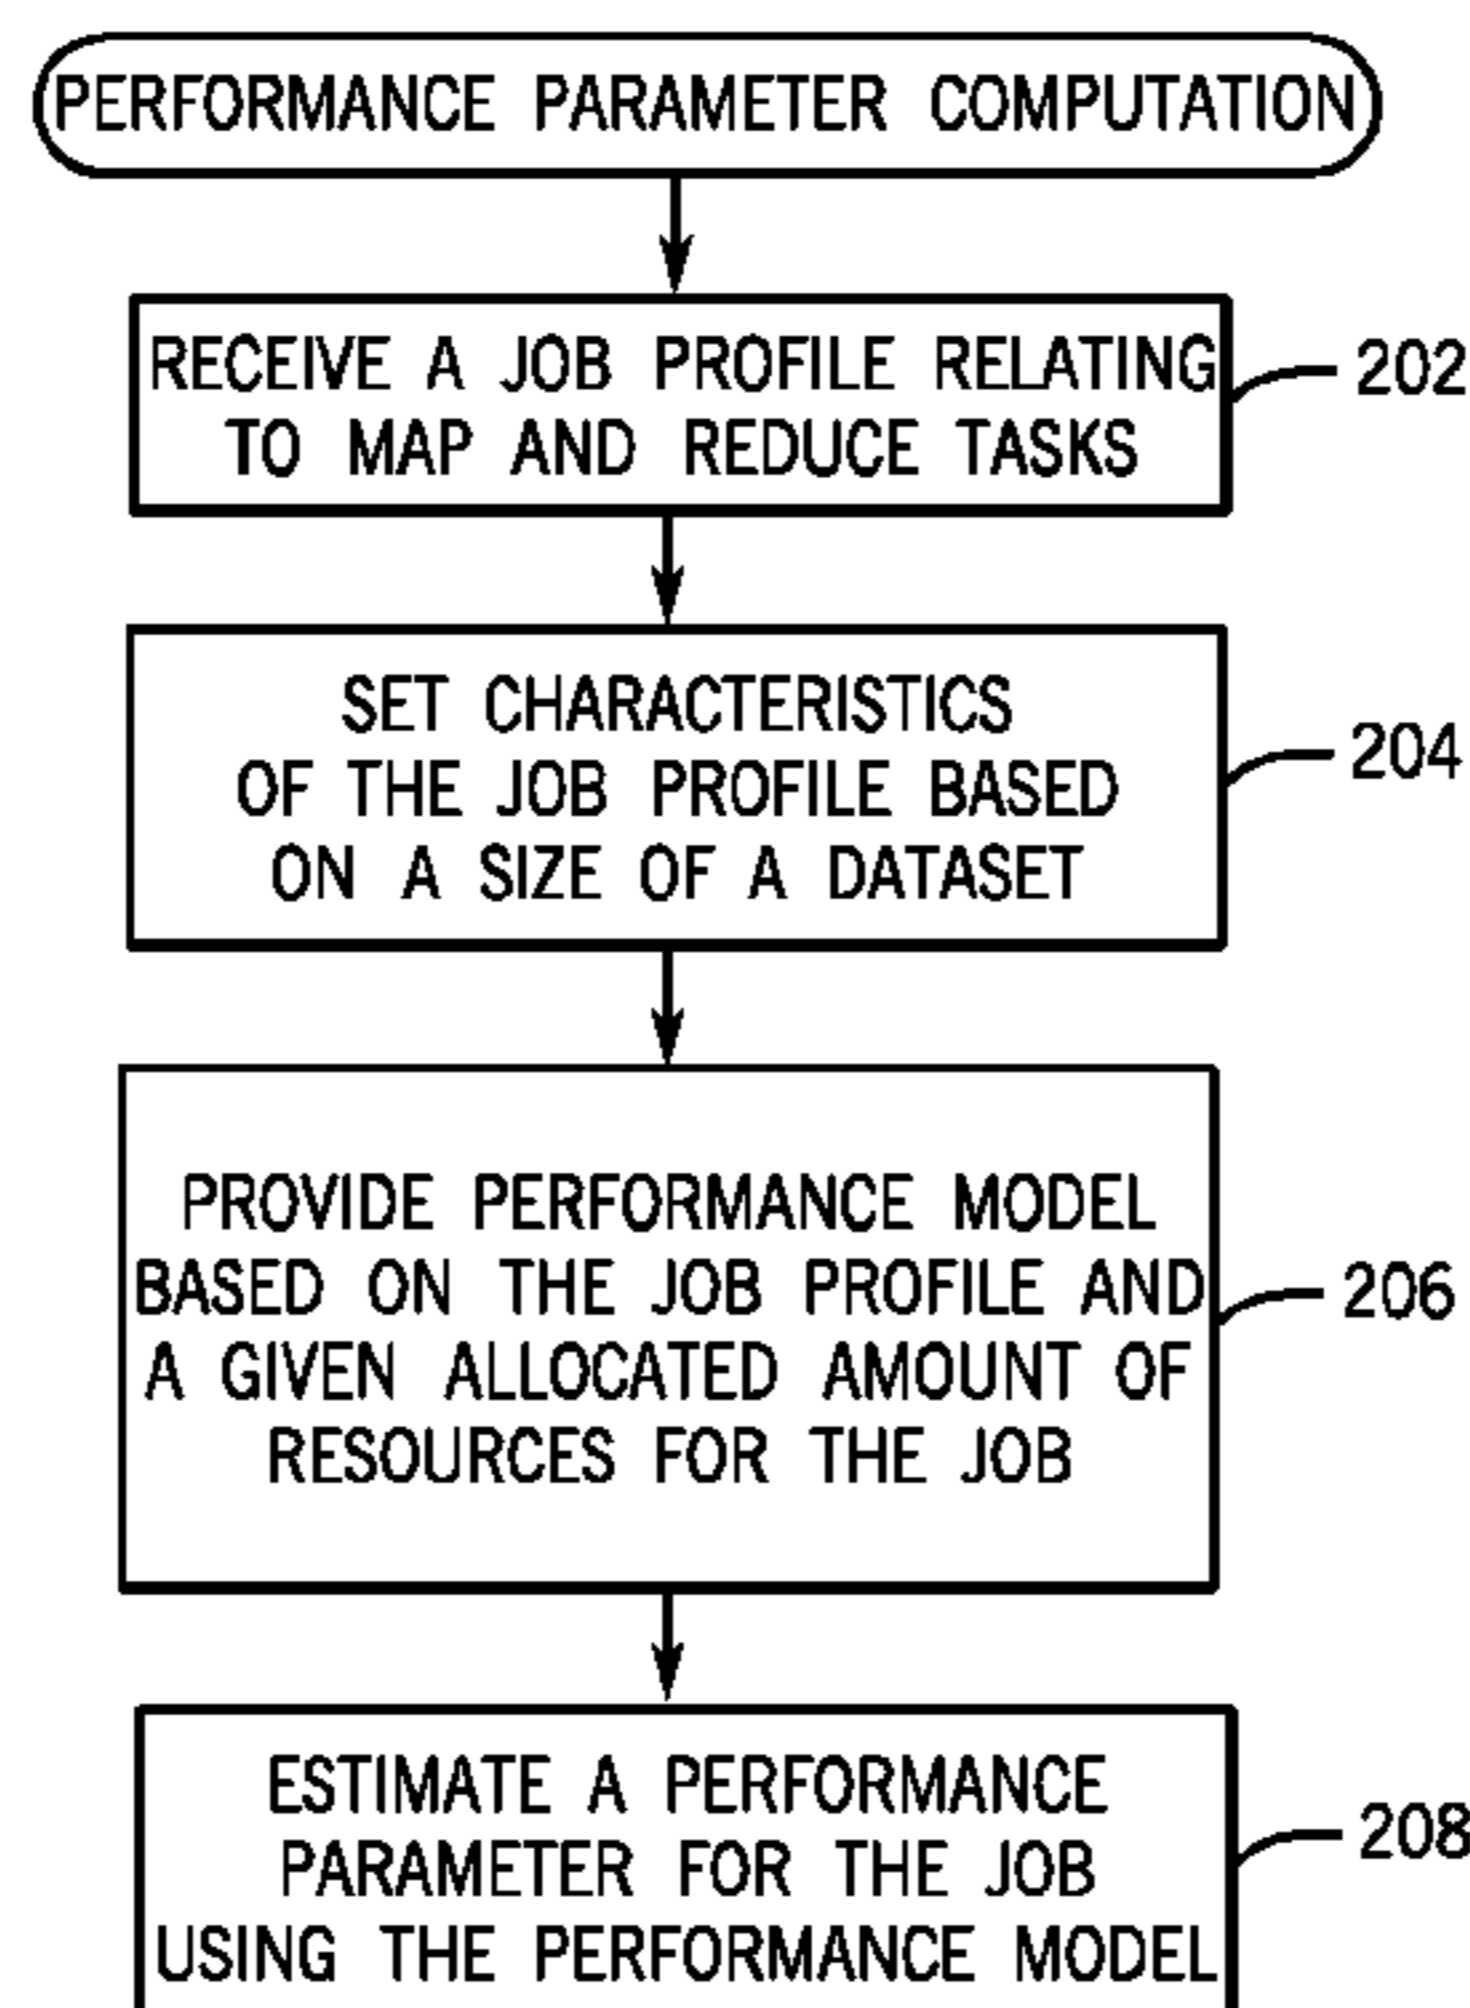 PERFORMANCE PARAMETER COMPUTATION
RECEIVE A JOB PROFILE RELATING
TO MAP AND REDUCE TASKS
202
SET CHARACTERISTICS
OF THE JOB PROFILE BASED
ON A SIZE OF A DATASET
204
PROVIDE PERFORMANCE MODEL
BASED ON THE JOB PROFILE AND
A GIVEN ALLOCATED AMOUNT OF
RESOURCES FOR THE JOB
206
ESTIMATE A PERFORMANCE
PARAMETER FOR THE JOB
USING THE PERFORMANCE MODEL
208